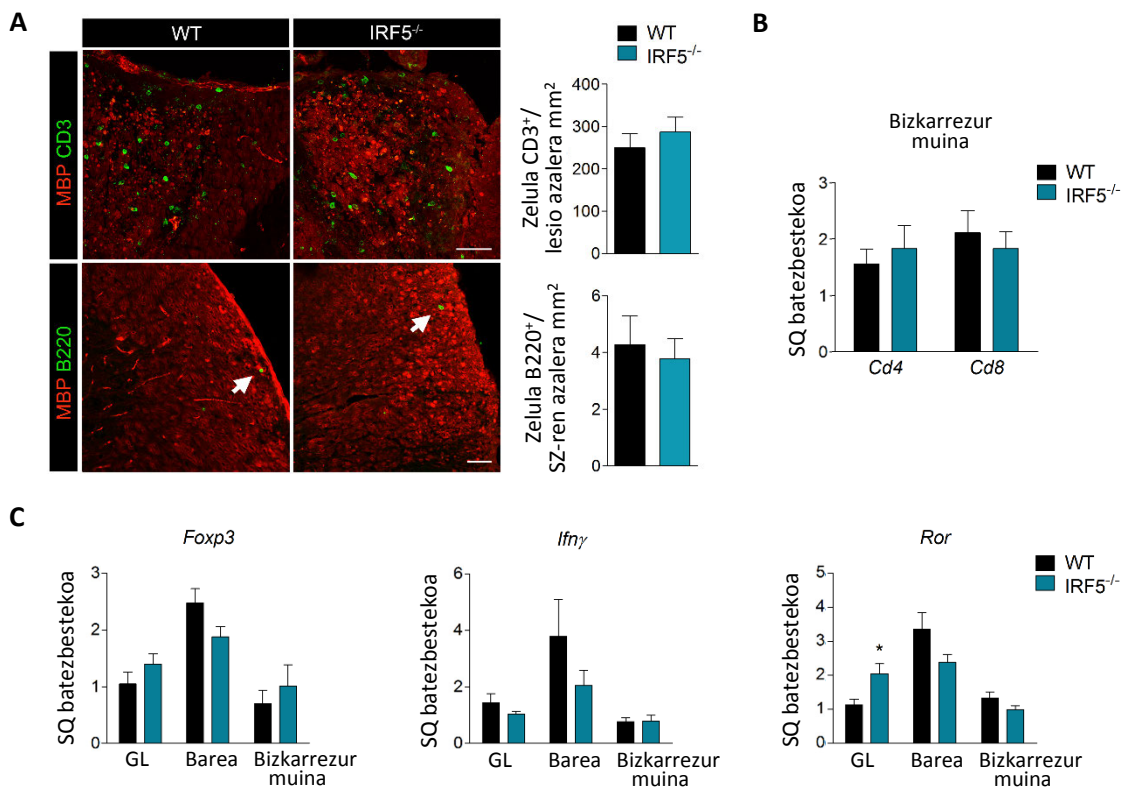 A
WT
IRF5-/-
MBP CD3
MBP B220
WT
IRF5-/-
Zelula CD3+/
lesio azalera mm2
400
300
200
100
0
Zelula B220+/
SZ-ren azalera mm2
6
4
2
0
B
Bizkarrezur
muina
WT
IRF5-/-
SQ batezbestekoa
3
2
1
0
Cd4
Cd8
C
Foxp3
SQ batezbestekoa
3
2
1
0
GL
Barea
Bizkarrezur
muina
Ifnγ
SQ batezbestekoa
6
4
2
0
GL
Barea
Bizkarrezur
muina
Ror
WT
IRF5-/-
SQ batezbestekoa
5
4
3
2
1
0
*
GL
Barea
Bizkarrezur
muina